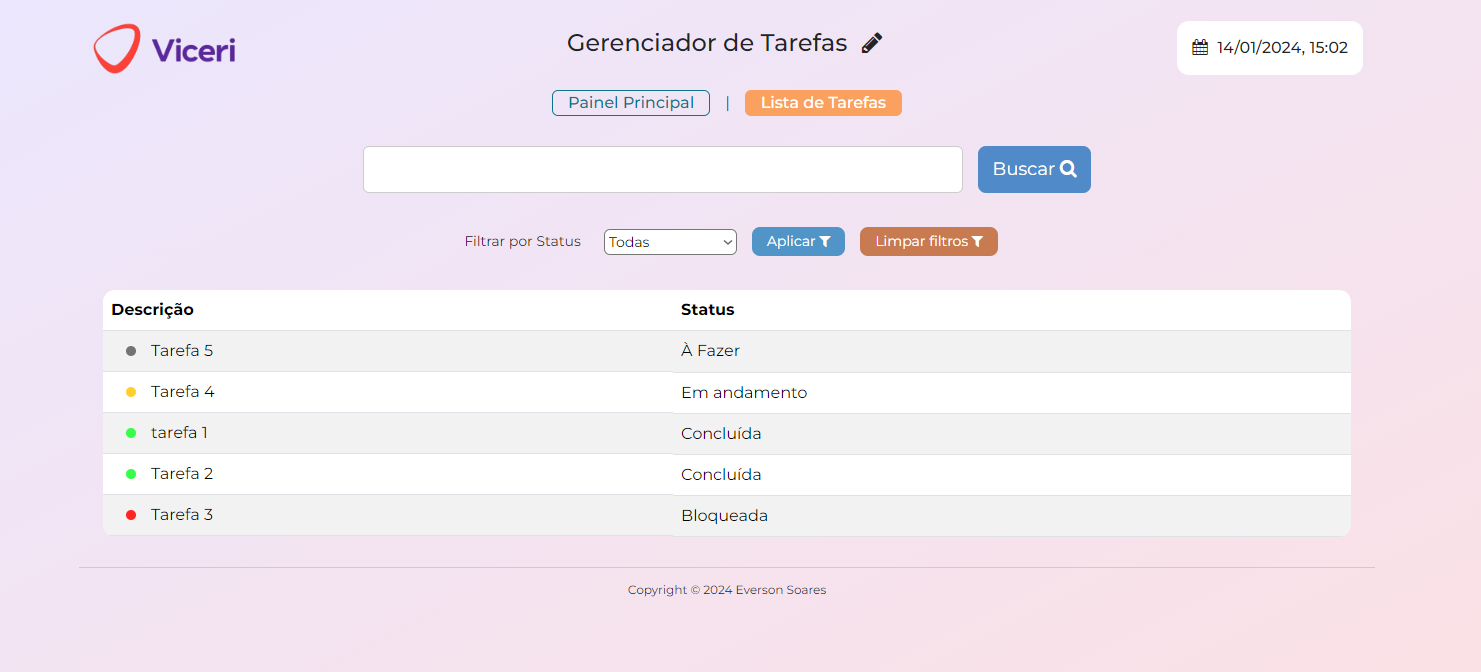 Viceri
Gerenciador de Tarefas
14/01/2024, 15:02
Painel Principal | Lista de Tarefas
Buscar
Filtrar por Status Todas Aplicar Limpar filtros
Descrição Status
Tarefa 5 À Fazer
Tarefa 4 Em andamento
tarefa 1 Concluída
Tarefa 2 Concluída
Tarefa 3 Bloqueada
Copyright © 2024 Everson Soares